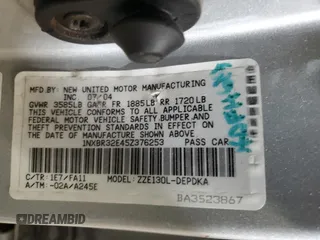 MFD BY: NEW UNITED MOTOR MANUFACTURING
INC 07/04
GVWR 3585LB GAWR FR 1885LB RR 1720LB
THIS VEHICLE CONFORMS TO ALL APPLICABLE
FEDERAL MOTOR VEHICLE SAFETY, BUMPER AND
THEFT PREVENTION STANDARDS IN EFFECT ON
THE DATE OF MANUFACTURE SHOWN ABOVE.
1NXBR32E45Z376253 PASS CAR
C/TR: 1E7/FA11
A/TM: -02A/A245E
MODEL: ZZE130L-DEPDKA
BA3523867
© DREAMBID